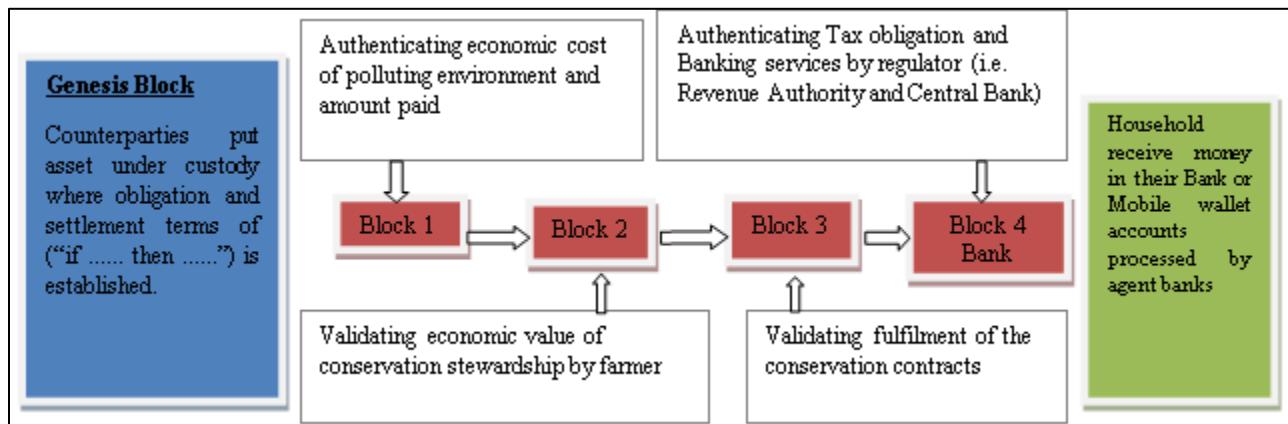 Genesis Block
Counterparties put
asset under custody
where obligation and
settlement terms of
(“if ...... then ......”) is
established.
Authenticating economic cost
of polluting environment and
amount paid
Authenticating Tax obligation and
Banking services by regulator (i.e.
Revenue Authority and Central Bank)
Block 1
Block 2
Block 3
Block 4
Bank
Validating economic value of
conservation stewardship by farmer
Validating fulfilment of the
conservation contracts
Household
receive money
in their Bank or
Mobile wallet
accounts
processed by
agent banks